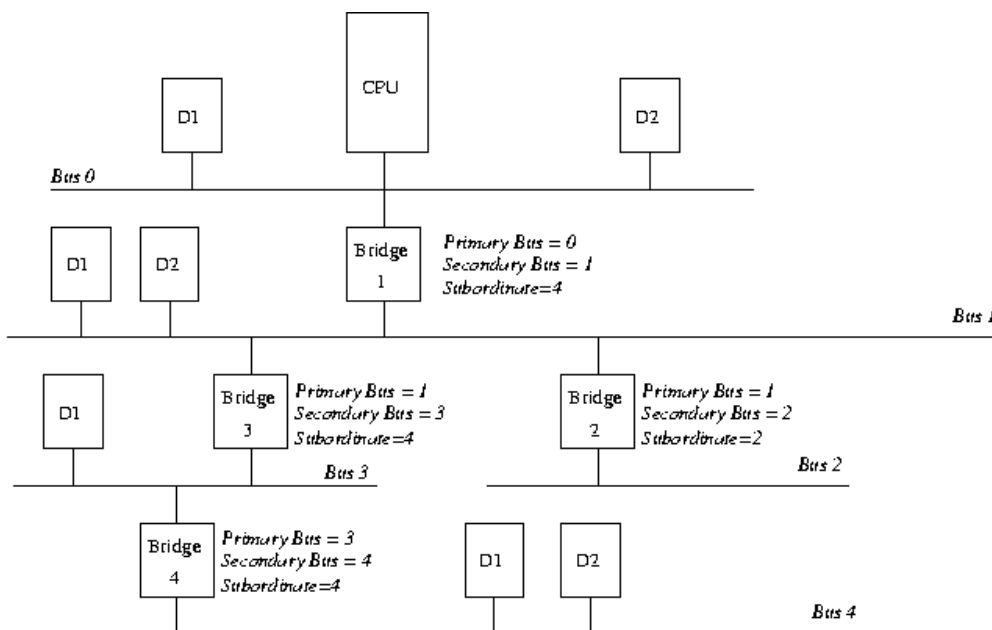 CPU
D1
D2
Bus 0
D1
D2
Bridge
1
Primary Bus = 0
Secondary Bus = 1
Subordinate=4
Bus 1
D1
Bridge
3
Primary Bus = 1
Secondary Bus = 3
Subordinate=4
Bridge
2
Primary Bus = 1
Secondary Bus = 2
Subordinate=2
Bus 3
Bus 2
Bridge
4
Primary Bus = 3
Secondary Bus = 4
Subordinate=4
D1
D2
Bus 4